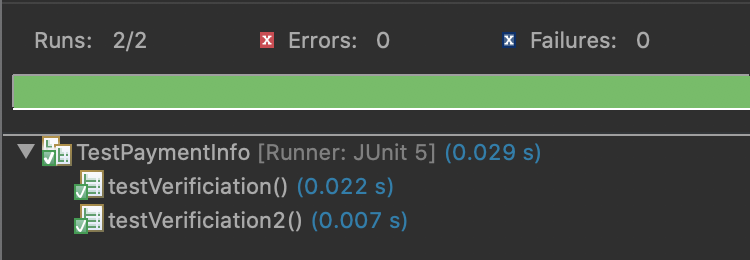 Runs: 2/2 Errors: 0 Failures: 0
TestPaymentInfo [Runner: JUnit 5] (0.029 s)
testVerificiation() (0.022 s)
testVerificiation2() (0.007 s)